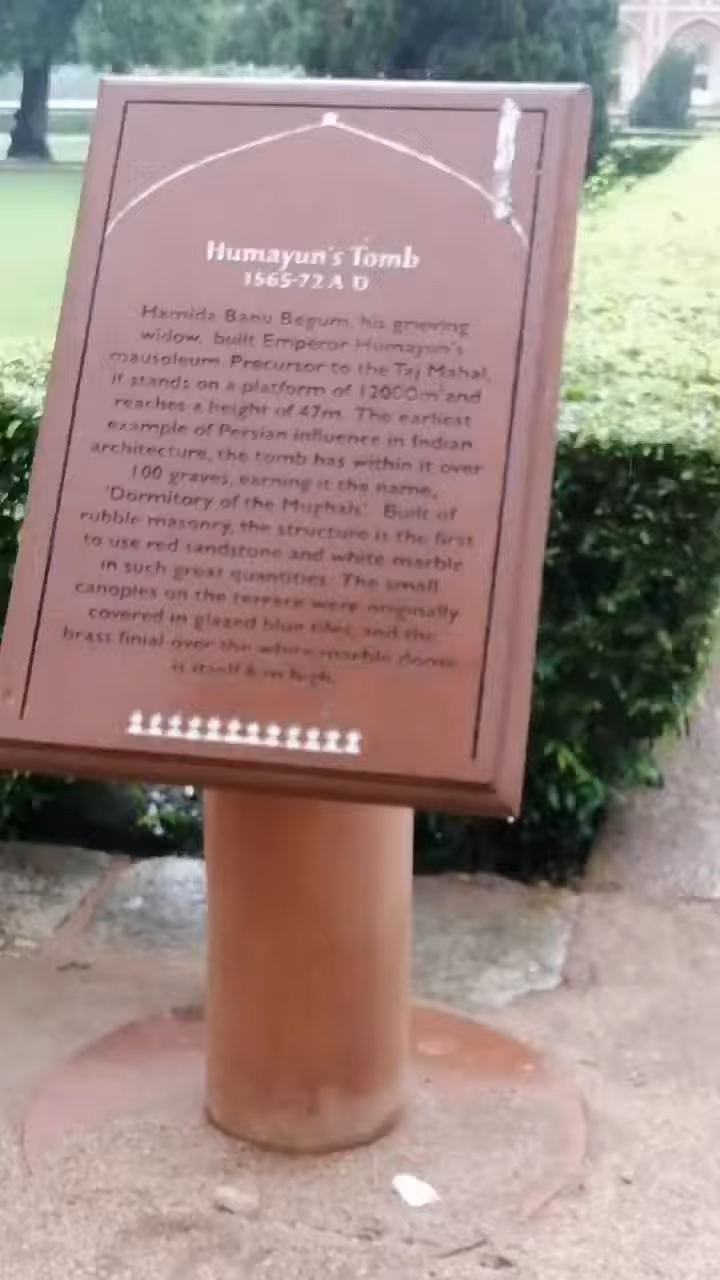 Humayun's Tomb
1565-72 A D
Hamida Banu Begum, his grieving
widow, built Emperor Humayun's
mausoleum. Precursor to the Taj Mahal,
it stands on a platform of 12000m² and
reaches a height of 47m. The earliest
example of Persian influence in Indian
architecture, the tomb has within it over
100 graves, earning it the name,
'Dormitory of the Mughals'. Built of
rubble masonry, the structure is the first
to use red sandstone and white marble
in such great quantities. The small
canopies on the terrace were originally
covered in glazed blue tiles, and the
brass finial over the white marble dome
is itself high.